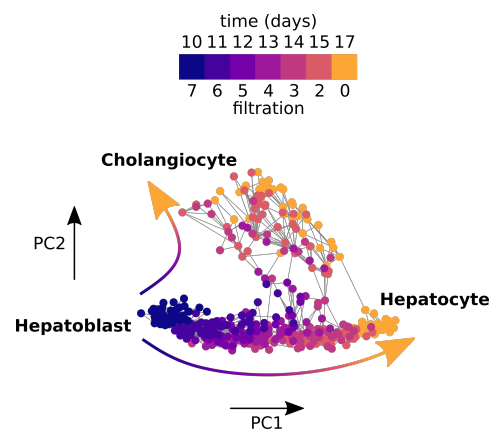 time (days)
10 11 12 13 14 15 17
7 6 5 4 3 2 0
filtration
Cholangiocyte
PC2
Hepatocyte
Hepatoblast
PC1